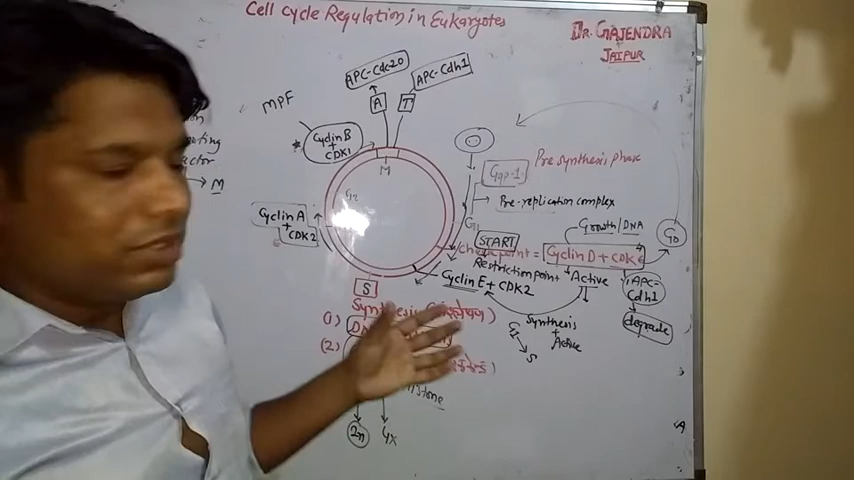 Cell cycle Regulation in Eukaryotes
DR. GAJENDRA
JAIPUR
APC-Cdc20
APC-Cdh1
A
T
MPF
Cyclin B
+
CDK1
M
G2
Cyclin A
+
CDK2
→ M
Gap-1
Presynthesis phase
Pre-replication complex
G1
START
checkpoint = Cyclin D + CDK
Growth/DNA
G0
Restriction point
Active
Cyclin E + CDK2
APC-
Cdh1
degrade
S
Synthesis
+
Active
G1
S
(1)
(2)
2n
4x